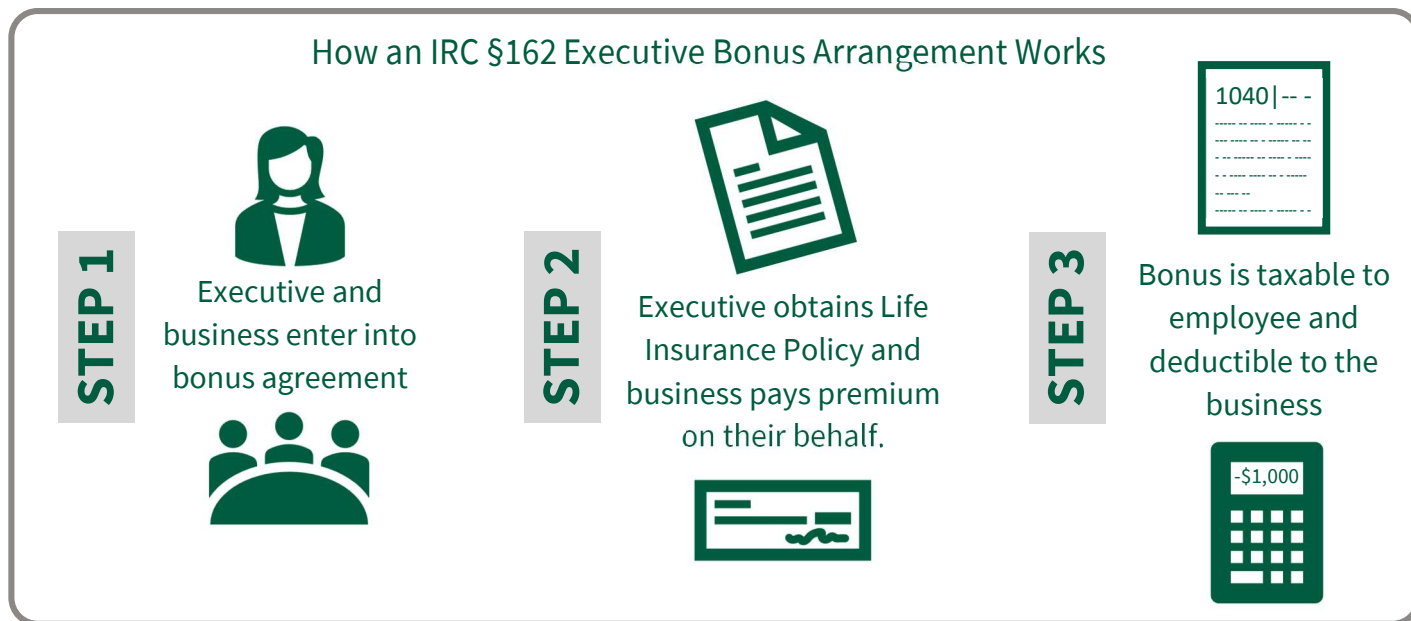 How an IRC §162 Executive Bonus Arrangement Works
STEP 1
Executive and
business enter into
bonus agreement
STEP 2
Executive obtains Life
Insurance Policy and
business pays premium
on their behalf.
STEP 3
1040
Bonus is taxable to
employee and
deductible to the
business
-$1,000